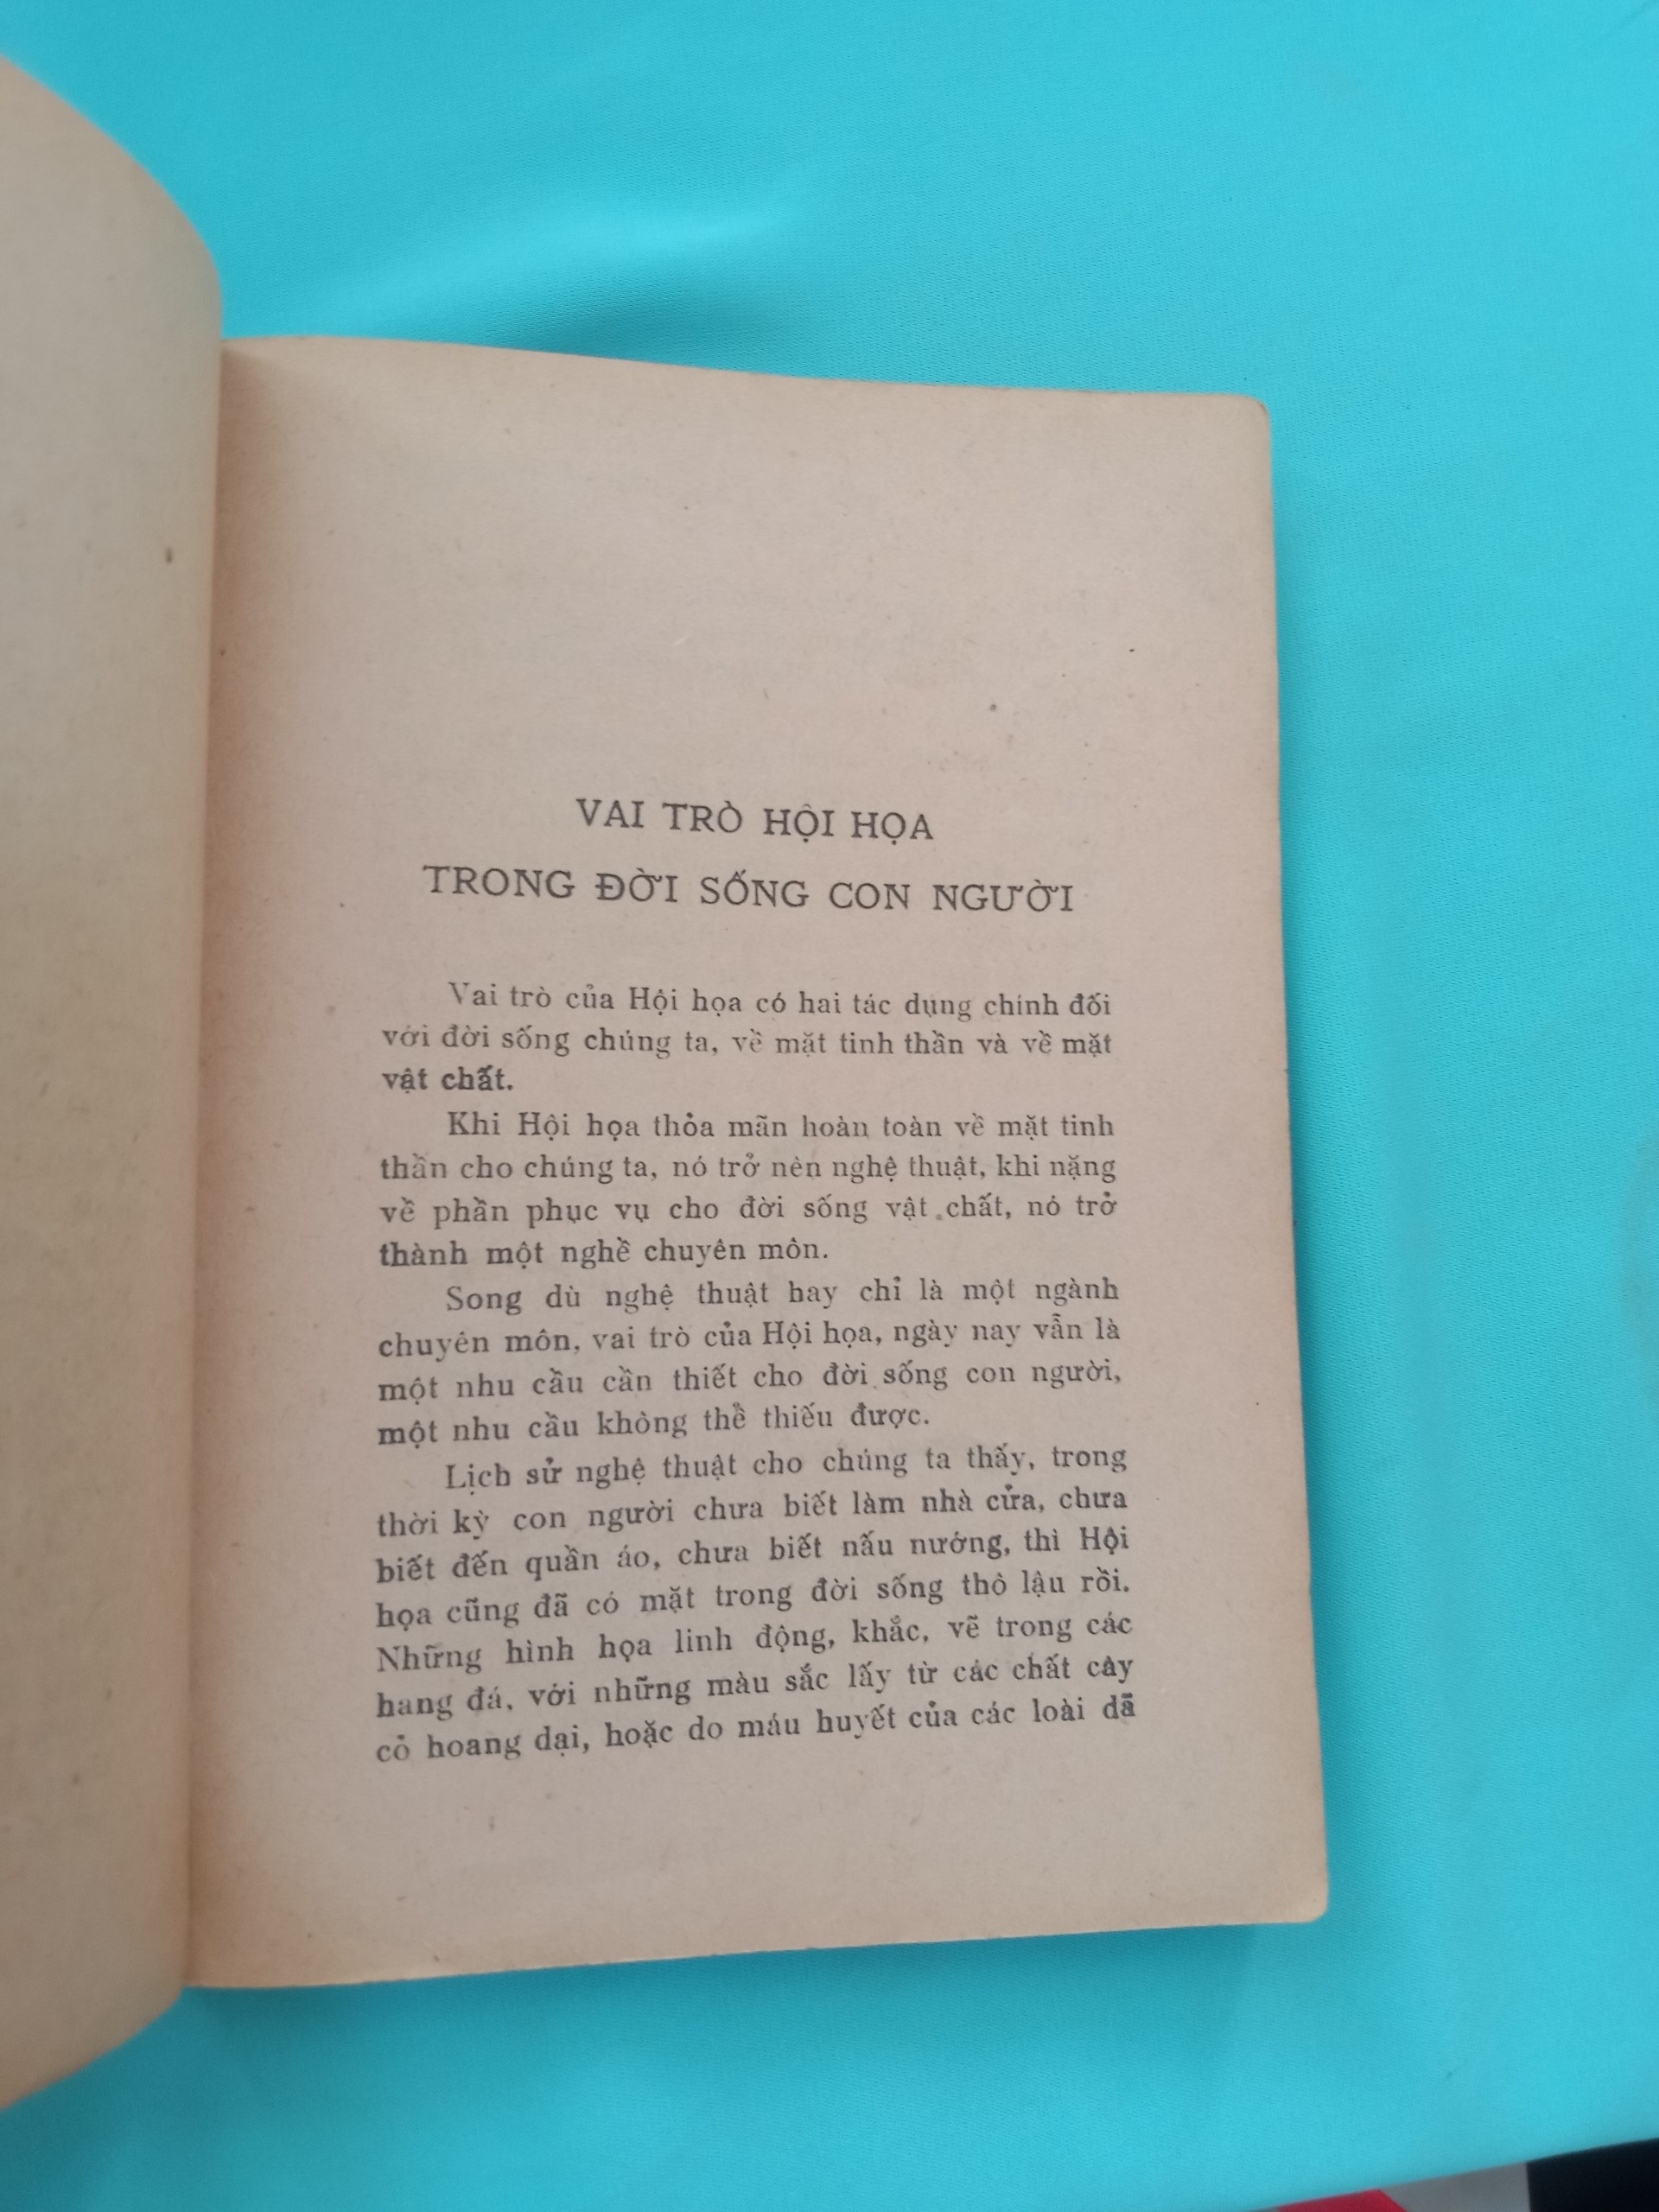 VAI TRÒ HỘI HỌA
TRONG ĐỜI SỐNG CON NGƯỜI
Vai trò của Hội họa có hai tác dụng chính đối
với đời sống chúng ta, về mặt tinh thần và về mặt
vật chất.
Khi Hội họa thỏa mãn hoàn toàn về mặt tinh
thần cho chúng ta, nó trở nên nghệ thuật, khi nặng
về phần phục vụ cho đời sống vật chất, nó trở
thành một nghề chuyên môn.
Song dù nghệ thuật hay chỉ là một ngành
chuyên môn, vai trò của Hội họa, ngày nay vẫn là
một nhu cầu cần thiết cho đời sống con người,
một nhu cầu không thể thiếu được.
Lịch sử nghệ thuật cho chúng ta thấy, trong
thời kỳ con người chưa biết làm nhà cửa, chưa
biết đến quần áo, chưa biết nấu nướng, thì Hội
họa cũng đã có mặt trong đời sống thô lậu rồi.
Những hình họa linh động, khắc, vẽ trong các
hang đá, với những màu sắc lấy từ các chất cây
cỏ hoang dại, hoặc do máu huyết của các loài dã